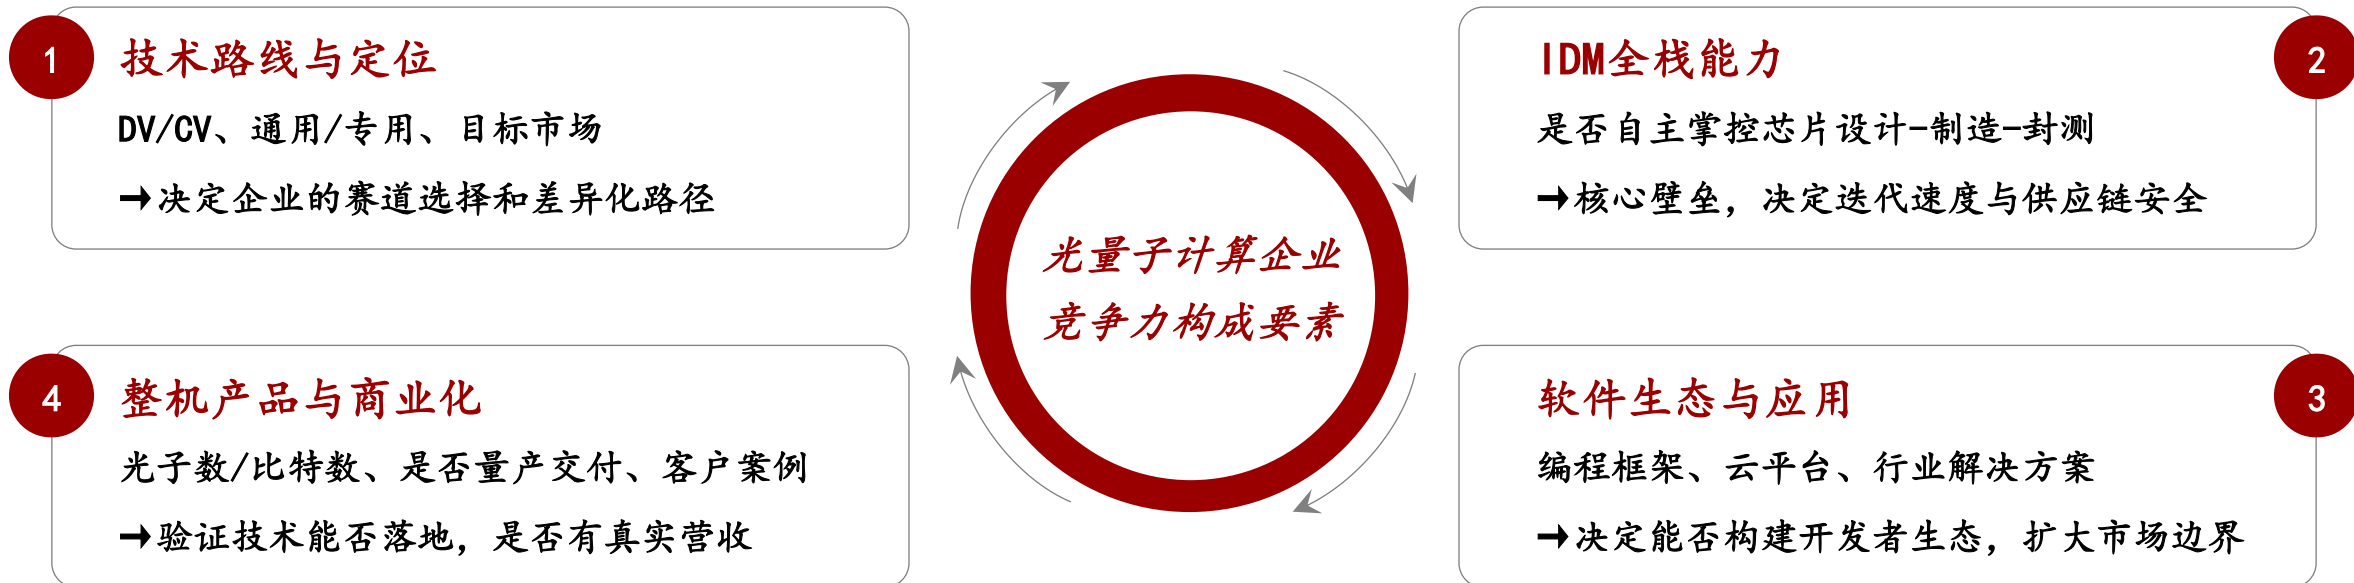 1
技术路线与定位
DV/CV、通用/专用、目标市场
→决定企业的赛道选择和差异化路径
2
IDM全栈能力
是否自主掌控芯片设计-制造-封测
→核心壁垒，决定迭代速度与供应链安全
光量子计算企业
竞争力构成要素
3
软件生态与应用
编程框架、云平台、行业解决方案
→决定能否构建开发者生态，扩大市场边界
4
整机产品与商业化
光子数/比特数、是否量产交付、客户案例
→验证技术能否落地，是否有真实营收